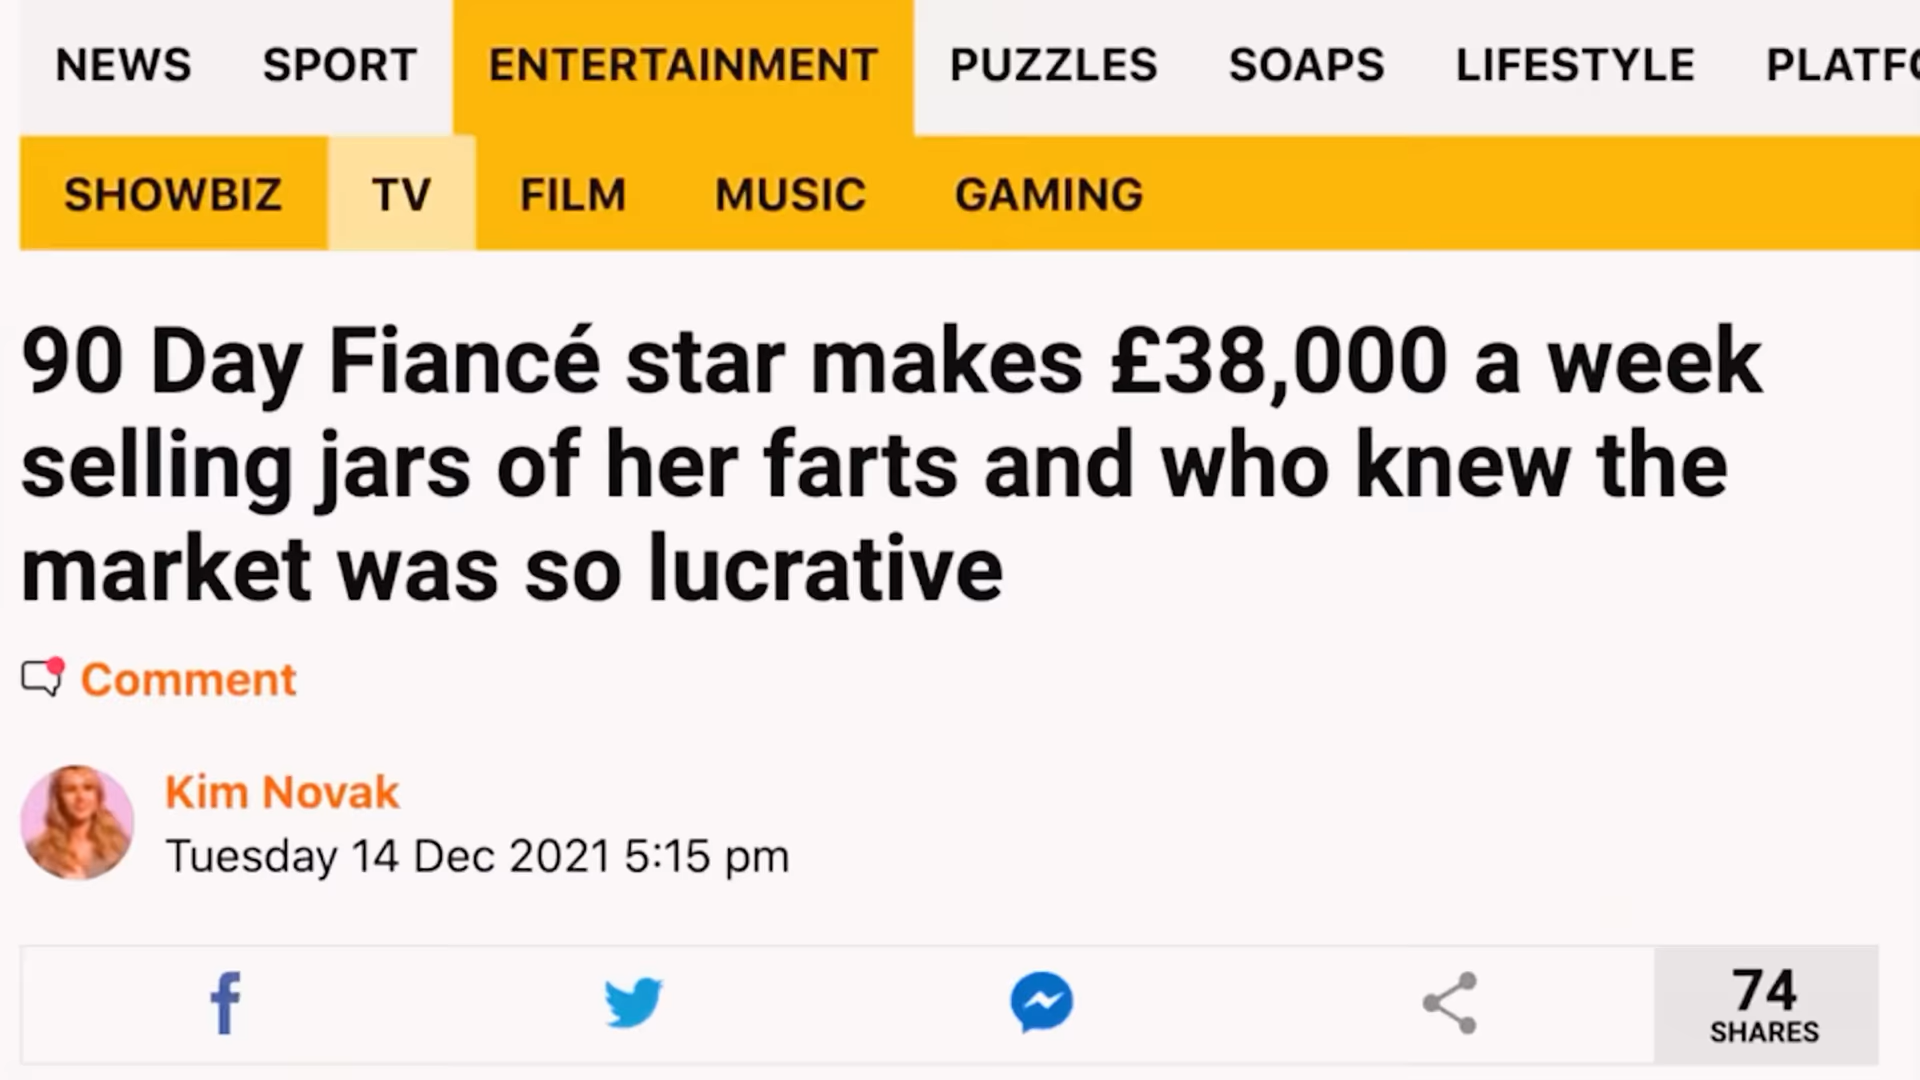 NEWS SPORT ENTERTAINMENT PUZZLES SOAPS LIFESTYLE PLATFO
SHOWBIZ TV FILM MUSIC GAMING
90 Day Fiancé star makes £38,000 a week
selling jars of her farts and who knew the
market was so lucrative
Comment
Kim Novak
Tuesday 14 Dec 2021 5:15 pm
74
SHARES